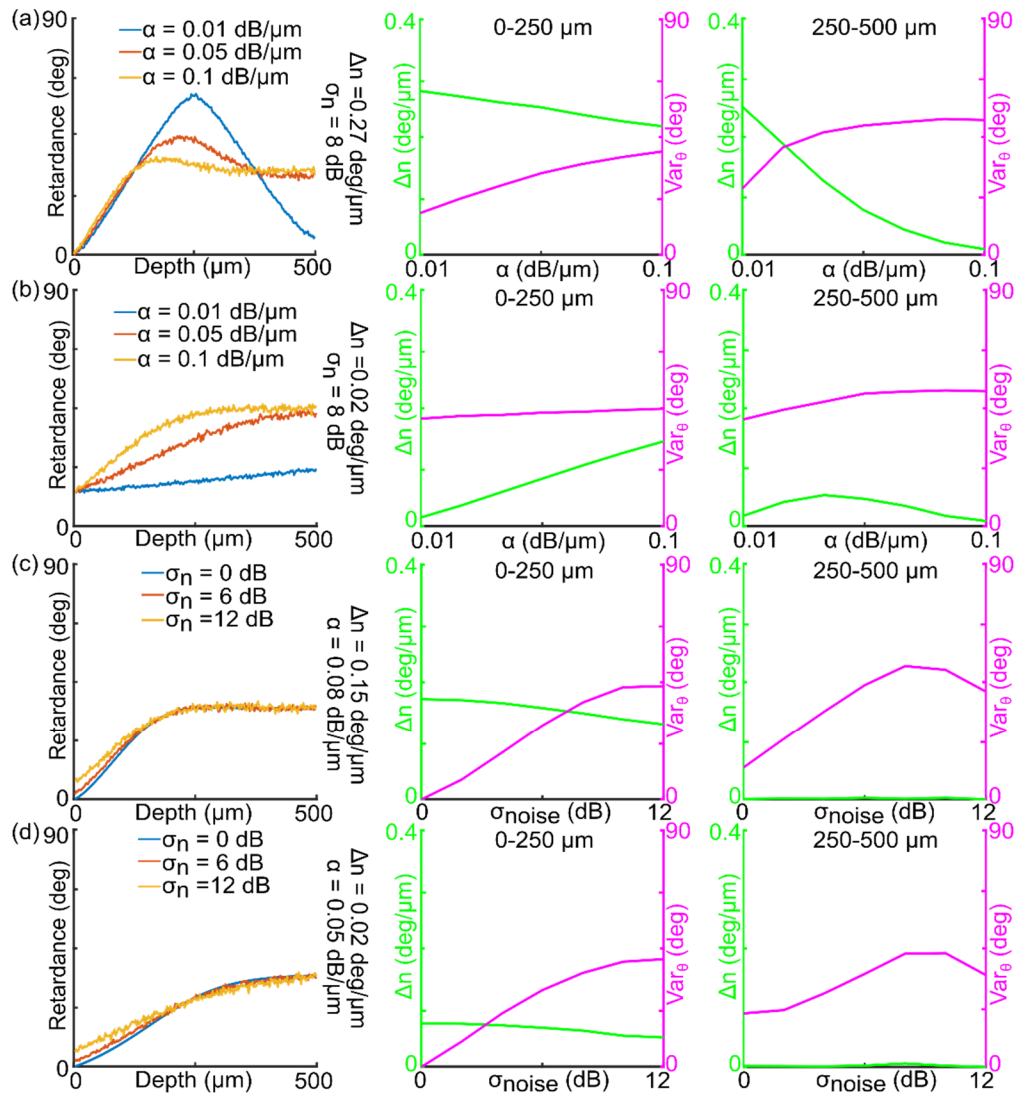 (a)
90
α = 0.01 dB/μm
α = 0.05 dB/μm
α = 0.1 dB/μm
Retardance (deg)
0
0
Depth (μm)
500
Δn =0.27 deg/μm
σn = 8 dB
0-250 μm
0.4
Δn (deg/μm)
0
90
Varθ (deg)
0
0.01
α (dB/μm)
0.1
250-500 μm
0.4
Δn (deg/μm)
0
90
Varθ (deg)
0
0.01
α (dB/μm)
0.1
(b)
90
α = 0.01 dB/μm
α = 0.05 dB/μm
α = 0.1 dB/μm
Retardance (deg)
0
0
Depth (μm)
500
Δn =0.02 deg/μm
σn = 8 dB
0-250 μm
0.4
Δn (deg/μm)
0
90
Varθ (deg)
0
0.01
α (dB/μm)
0.1
250-500 μm
0.4
Δn (deg/μm)
0
90
Varθ (deg)
0
0.01
α (dB/μm)
0.1
(c)
90
σn = 0 dB
σn = 6 dB
σn =12 dB
Retardance (deg)
0
0
Depth (μm)
500
Δn = 0.15 deg/μm
α = 0.08 dB/μm
0-250 μm
0.4
Δn (deg/μm)
0
90
Varθ (deg)
0
0
σnoise (dB)
12
250-500 μm
0.4
Δn (deg/μm)
0
90
Varθ (deg)
0
0
σnoise (dB)
12
(d)
90
σn = 0 dB
σn = 6 dB
σn =12 dB
Retardance (deg)
0
0
Depth (μm)
500
Δn = 0.02 deg/μm
α = 0.05 dB/μm
0-250 μm
0.4
Δn (deg/μm)
0
90
Varθ (deg)
0
0
σnoise (dB)
12
250-500 μm
0.4
Δn (deg/μm)
0
90
Varθ (deg)
0
0
σnoise (dB)
12